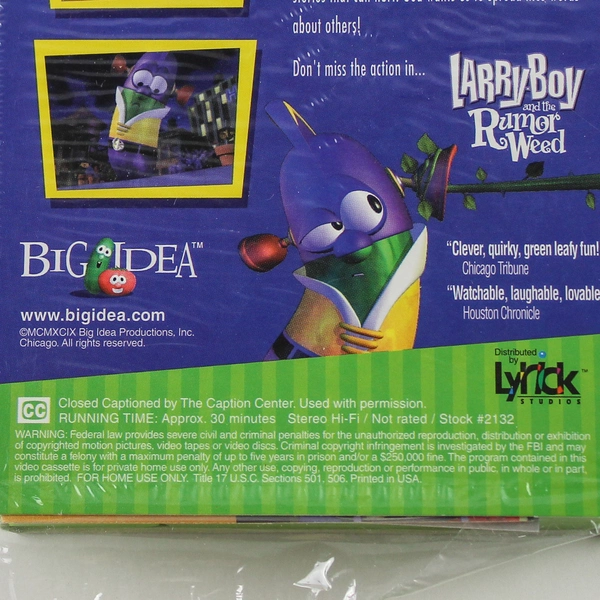 about others!
Don't miss the action in...
LARRY-BOY
and the
Rumor
Weed
BIG IDEA™
www.bigidea.com
©MCMXCIX Big Idea Productions, Inc.
Chicago. All rights reserved.
"Clever, quirky, green leafy fun!
Chicago Tribune
"Watchable, laughable, lovable
Houston Chronicle
Distributed
by
Lyrick™
STUDIOS
CC Closed Captioned by The Caption Center. Used with permission.
RUNNING TIME: Approx. 30 minutes Stereo Hi-Fi / Not rated / Stock #2132
WARNING: Federal law provides severe civil and criminal penalties for the unauthorized reproduction, distribution or exhibition
of copyrighted motion pictures, video tapes or video discs. Criminal copyright infringement is investigated by the FBI and may
constitute a felony with a maximum penalty of up to five years in prison and/or a $250,000 fine. The program contained in this
video cassette is for private home use only. Any other use, copying, reproduction or performance in public, in whole or in part,
is prohibited. FOR HOME USE ONLY. Title 17 U.S.C. Sections 501, 506. Printed in USA.